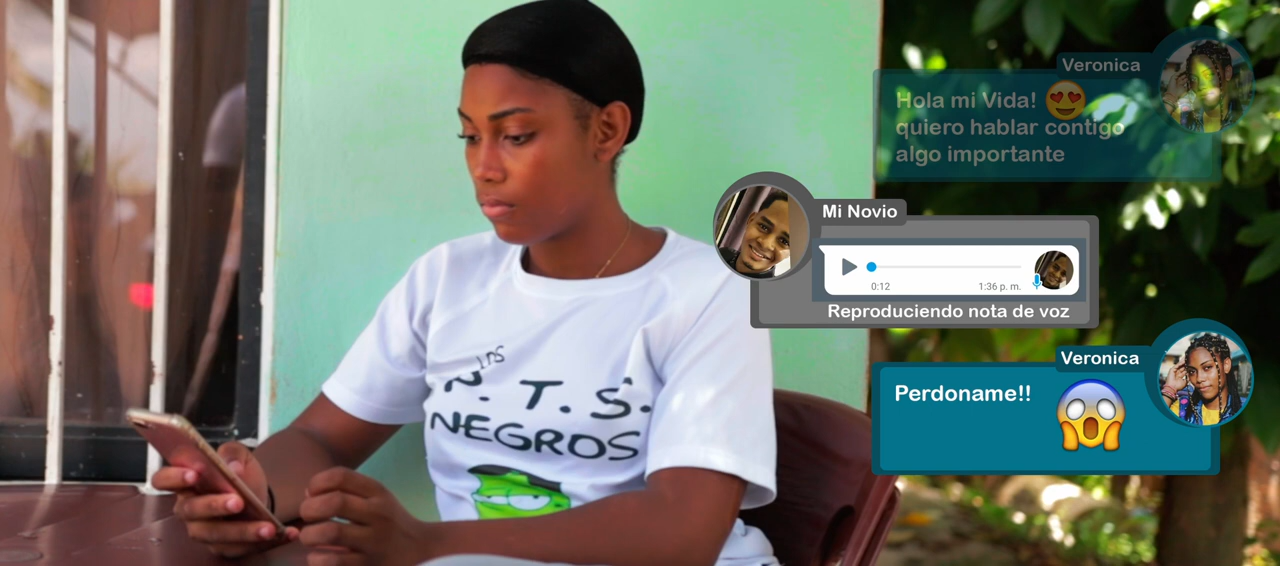 Veronica
Hola mi Vida! 😍
quiero hablar contigo
algo importante
Mi Novio
0:12 1:36 p. m.
Reproduciendo nota de voz
Veronica
Perdoname!! 😱
Los
N. T. S.
NEGROS